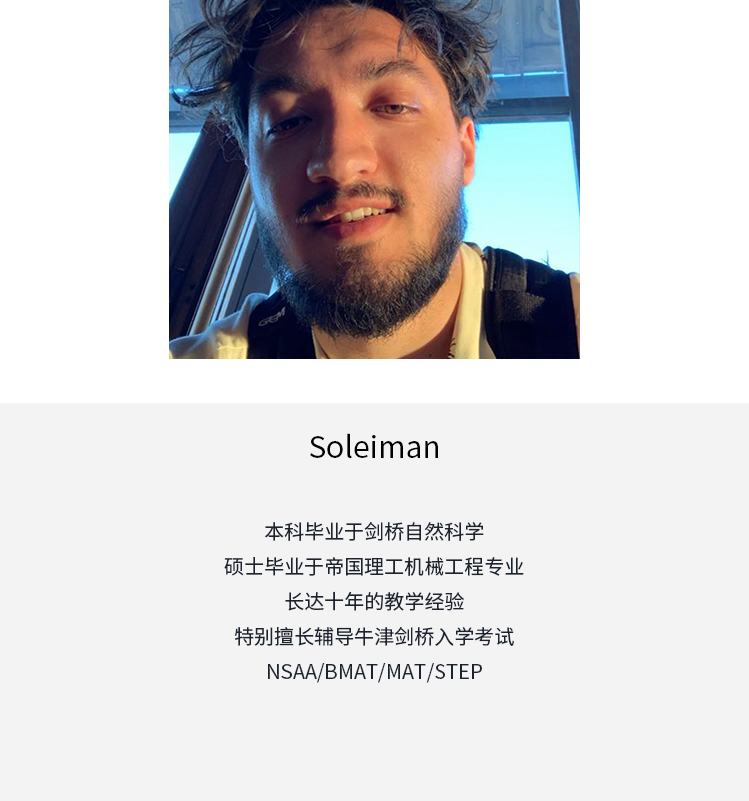 Soleiman
本科毕业于剑桥自然科学
硕士毕业于帝国理工机械工程专业
长达十年的教学经验
特别擅长辅导牛津剑桥入学考试
NSAA/BMAT/MAT/STEP